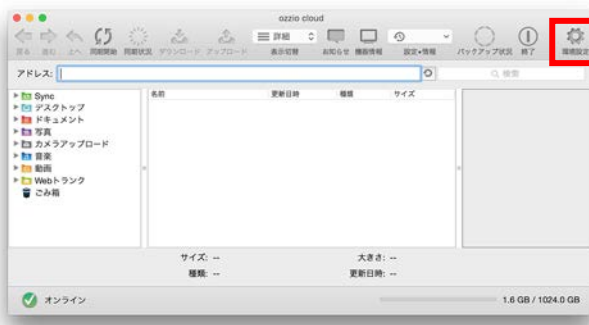 ozzio cloud
戻る 進む 上へ 同期開始 同期状況 ダウンロード アップロード 詳細 表示切替 お知らせ 機器情報 設定・情報 バックアップ状況 終了 環境設定
アドレス: 検索
Sync
デスクトップ
ドキュメント
写真
カメラアップロード
音楽
動画
Webトランク
ごみ箱
名前 更新日時 種類 サイズ
サイズ: -- 大きさ: --
種類: -- 更新日時: --
オンライン 1.6 GB / 1024.0 GB